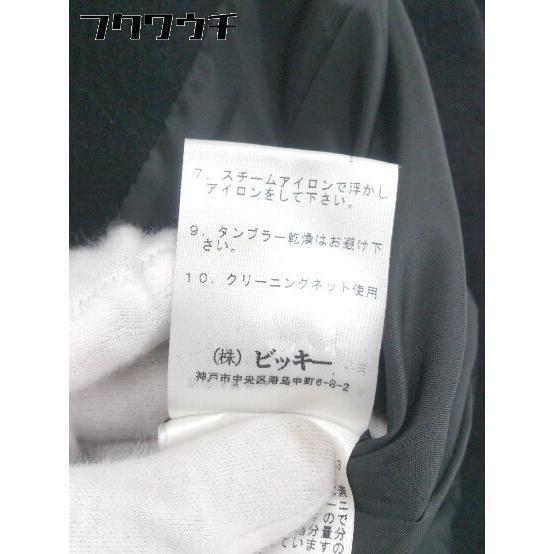 フクワウチ
7. スチームアイロンで浮かし
アイロンをして下さい。
9. タンブラー乾燥はお避け下
さい。
10. クリーニングネット使用
(株) ビッキー
神戸市中央区港島中町6-8-2